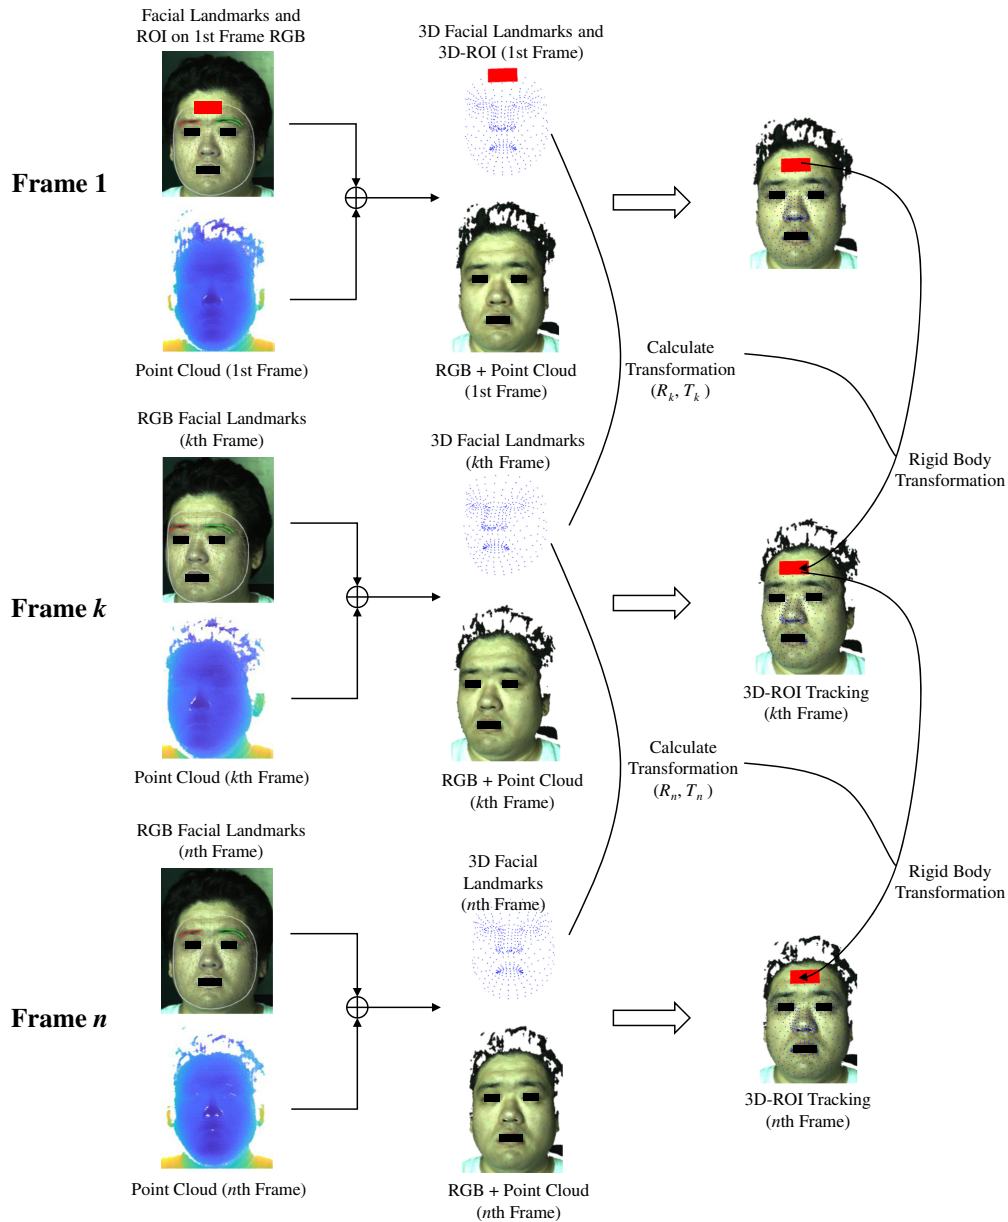 Facial Landmarks and
ROI on 1st Frame RGB
3D Facial Landmarks and
3D-ROI (1st Frame)
Frame 1
Point Cloud (1st Frame)
RGB + Point Cloud
(1st Frame)
Calculate
Transformation
(R_k, T_k)
RGB Facial Landmarks
(kth Frame)
3D Facial Landmarks
(kth Frame)
Rigid Body
Transformation
Frame k
3D-ROI Tracking
(kth Frame)
Point Cloud (kth Frame)
RGB + Point Cloud
(kth Frame)
Calculate
Transformation
(R_n, T_n)
RGB Facial Landmarks
(nth Frame)
3D Facial
Landmarks
(nth Frame)
Rigid Body
Transformation
Frame n
3D-ROI Tracking
(nth Frame)
Point Cloud (nth Frame)
RGB + Point Cloud
(nth Frame)